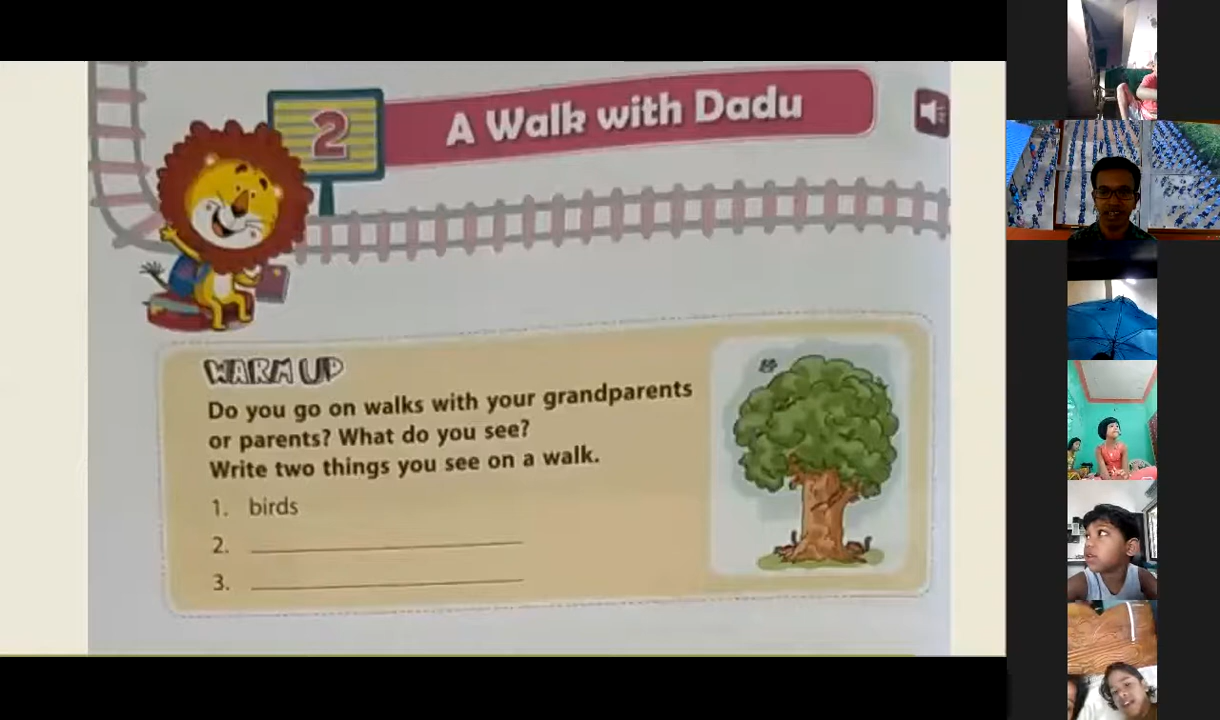 2
A Walk with Dadu
WARM UP
Do you go on walks with your grandparents
or parents? What do you see?
Write two things you see on a walk.
1. birds
2.
3.